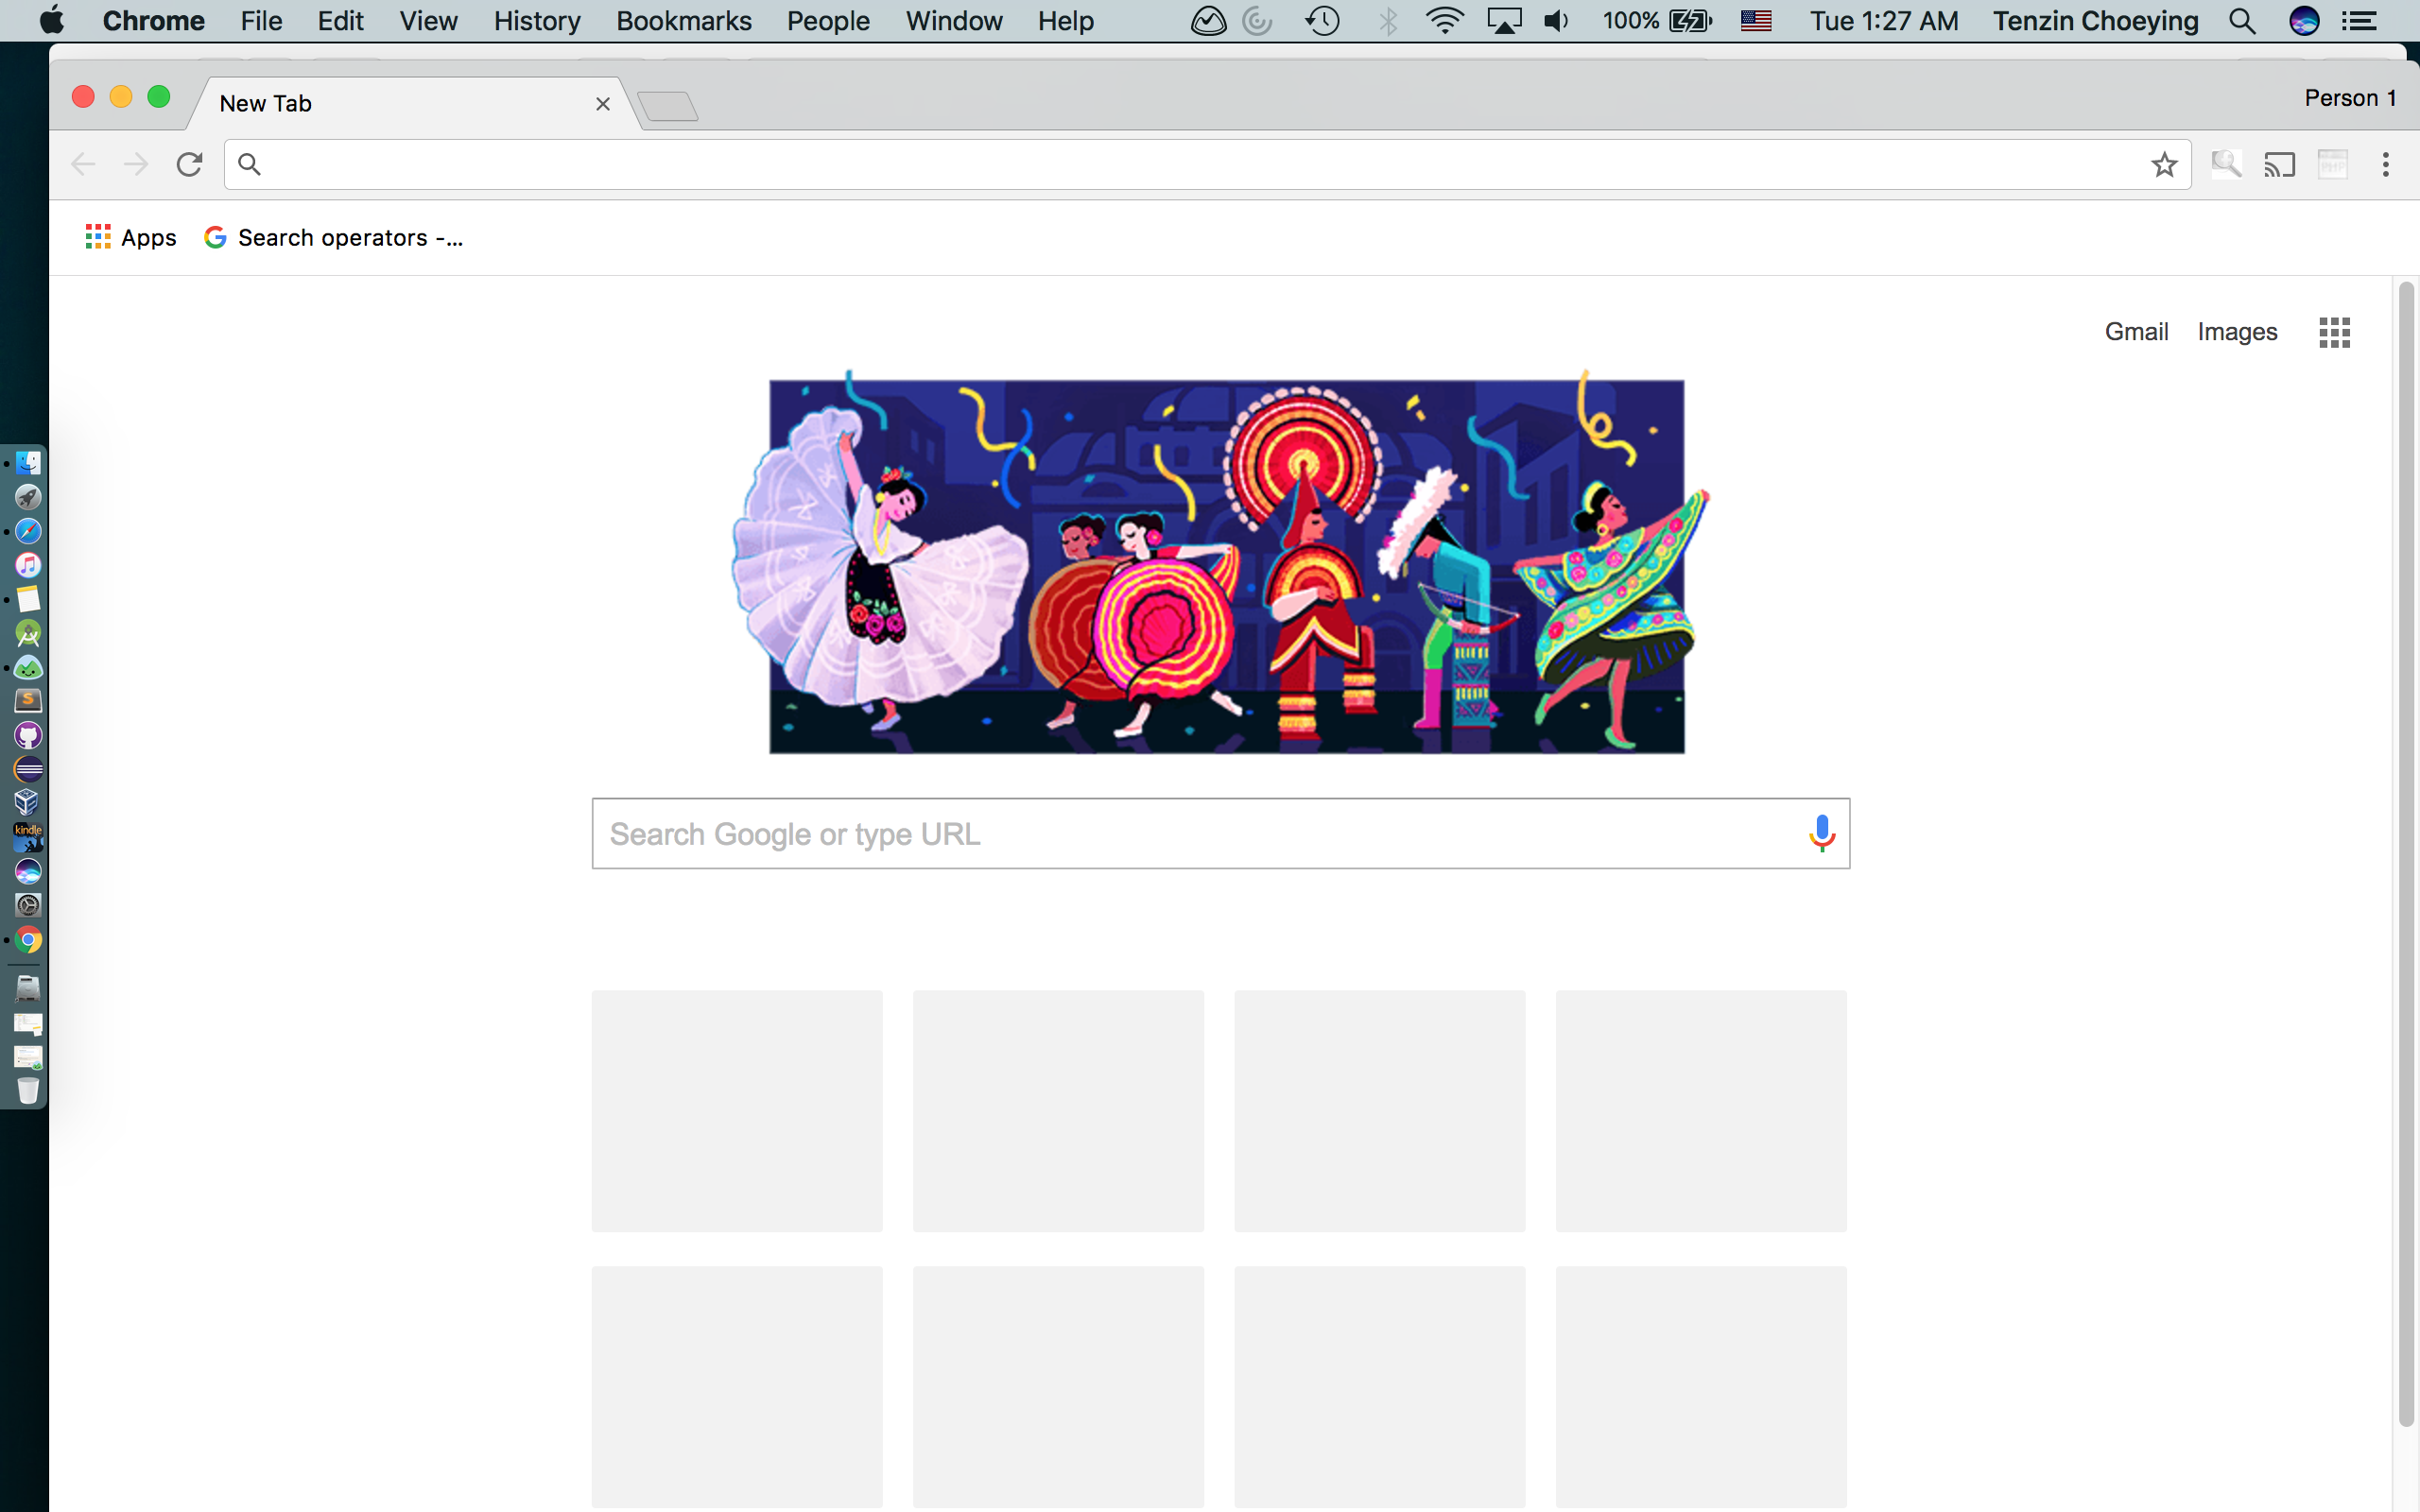 Chrome File Edit View History Bookmarks People Window Help 100% Tue 1:27 AM Tenzin Choeying
New Tab Person 1
Apps Search operators -...
Gmail Images
Search Google or type URL
kindle